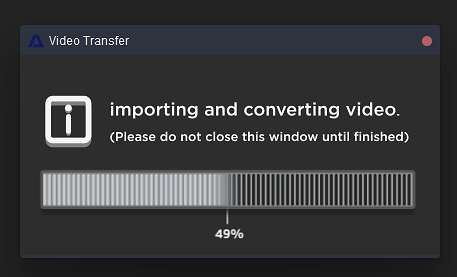 Video Transfer
importing and converting video.
(Please do not close this window until finished)
49%